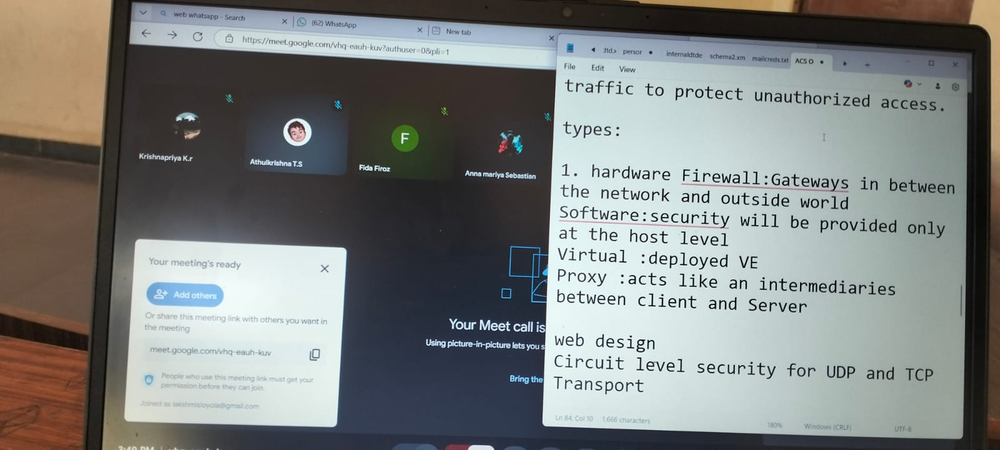 web whatsapp - Search
(62) WhatsApp
New tab
https://meet.google.com/vhq-eauh-kuv?authuser=0&pli=1
Krishnapriya K.r
Athulkrishna T.S
F
Fida Firoz
Anna mariya Sebastian
Your meeting's ready
Add others
Or share this meeting link with others you want in
the meeting
meet.google.com/vhq-eauh-kuv
People who use this meeting link must get your
permission before they can join.
Joined as lakshmisloyola@gmail.com
Your Meet call is
Using picture-in-picture lets you s
Bring the
persor
internaldtde
schema2.xm
mailcreds.txt
ACS O
File Edit View
traffic to protect unauthorized access.
types:
1. hardware Firewall:Gateways in between
the network and outside world
Software:security will be provided only
at the host level
Virtual :deployed VE
Proxy :acts like an intermediaries
between client and Server
web design
Circuit level security for UDP and TCP
Transport
Ln 84, Col 10
1,666 characters
180%
Windows (CRLF)
UTF-8